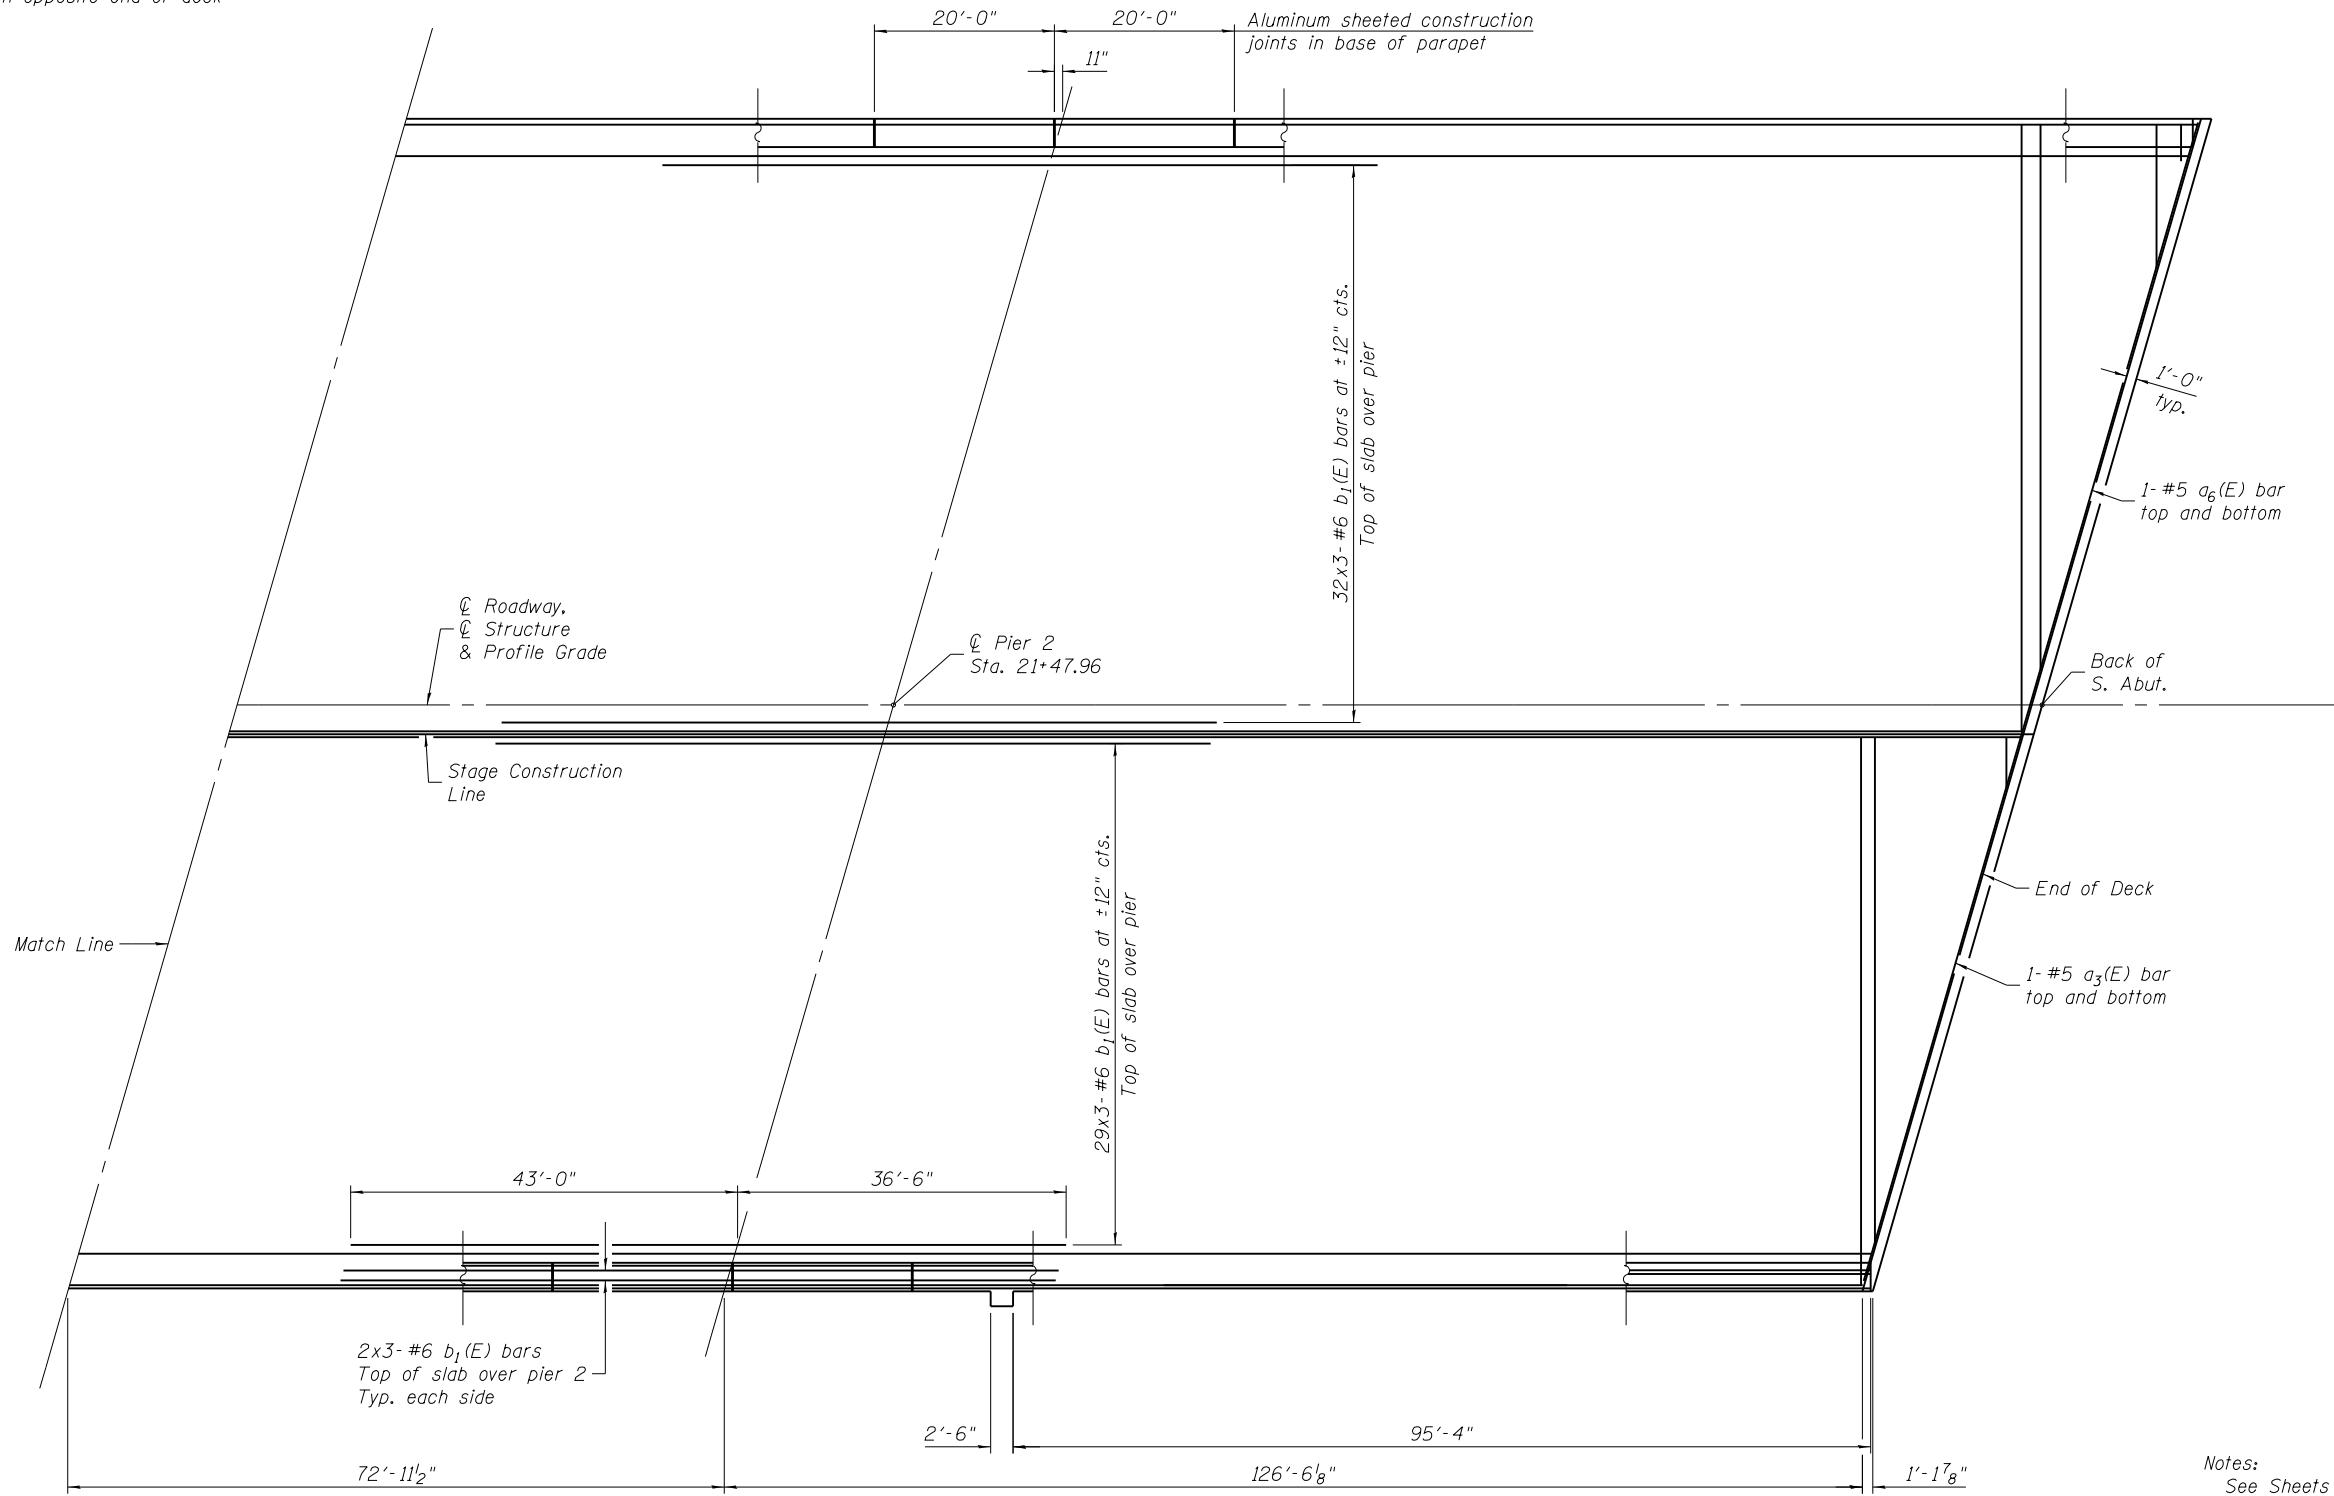 opposite end of deck
20'-0"
20'-0"
Aluminum sheeted construction
joints in base of parapet
11"
32x3-#6 b₁(E) bars at ±12" cts.
Top of slab over pier
1'-0"
typ.
1-#5 a₆(E) bar
top and bottom
℄ Roadway,
℄ Structure
& Profile Grade
℄ Pier 2
Sta. 21+47.96
Back of
S. Abut.
Stage Construction
Line
29x3-#6 b₁(E) bars at ±12" cts.
Top of slab over pier
End of Deck
Match Line
1-#5 a₃(E) bar
top and bottom
43'-0"
36'-6"
2x3-#6 b₁(E) bars
Top of slab over pier 2
Typ. each side
2'-6"
95'-4"
72'-11½"
126'-6⅛"
1'-1⅞"
Notes:
See Sheets